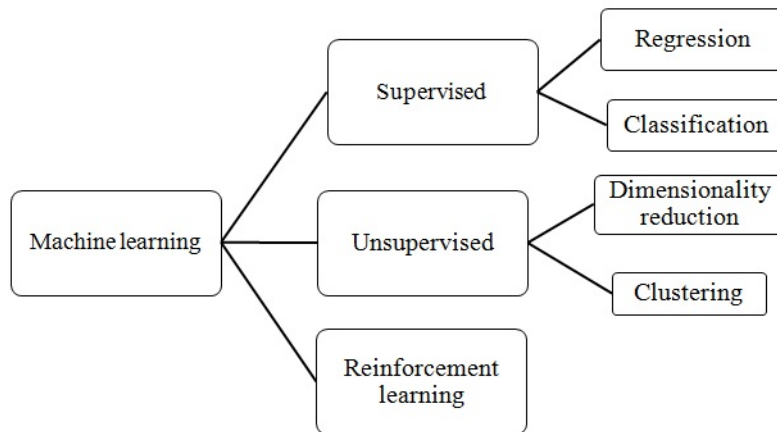 Machine learning
Supervised
Regression
Classification
Unsupervised
Dimensionality
reduction
Clustering
Reinforcement
learning